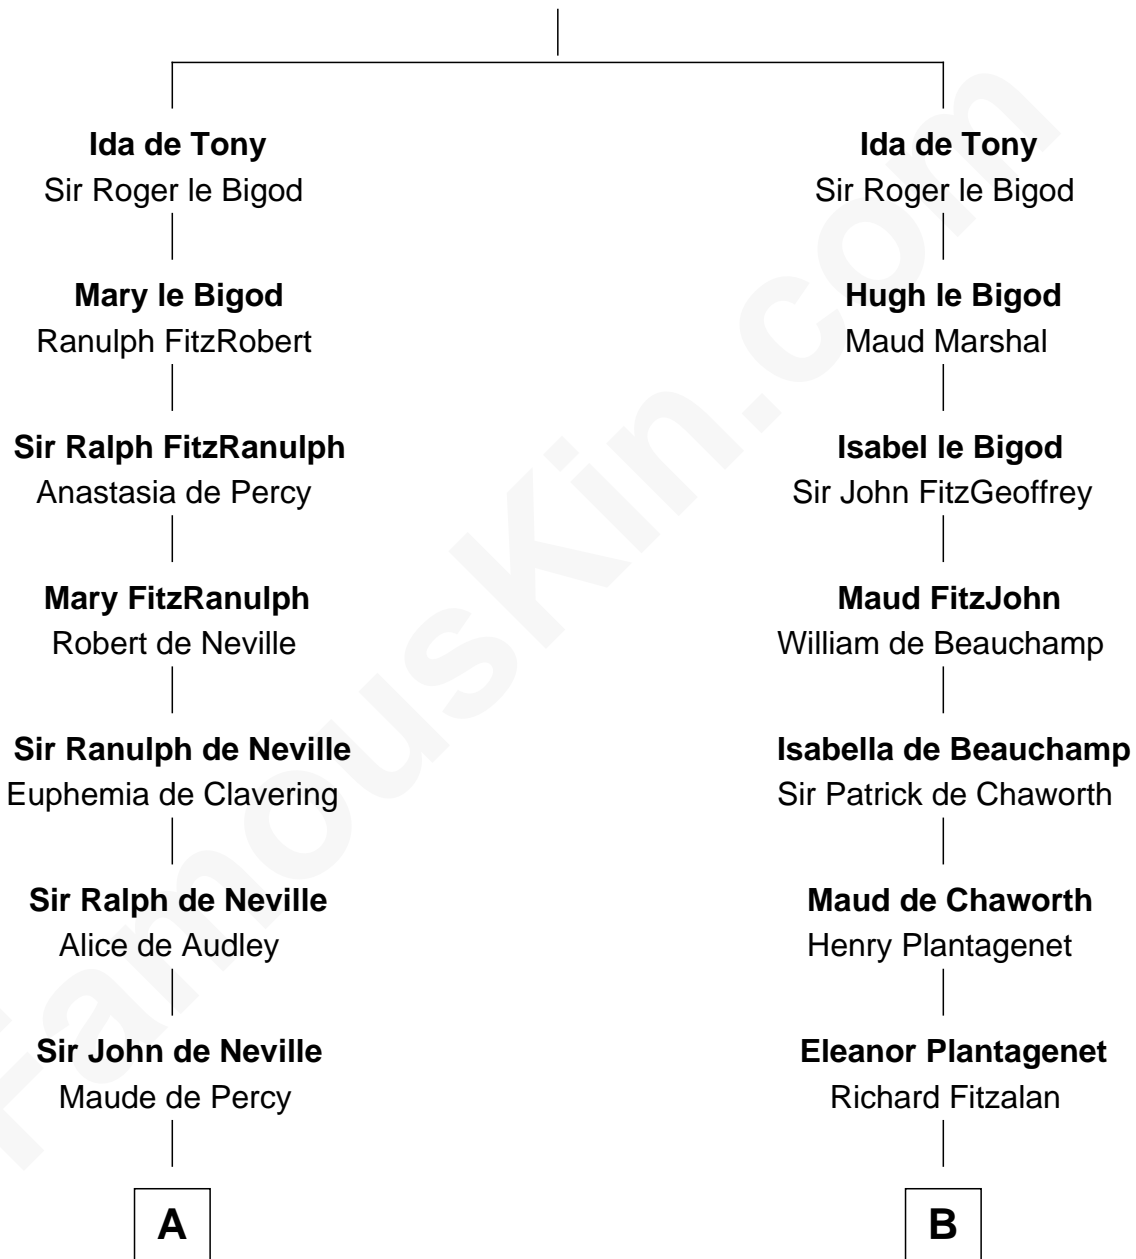 Ida de Tony
Sir Roger le Bigod
Mary le Bigod
Ranulph FitzRobert
Sir Ralph FitzRanulph
Anastasia de Percy
Mary FitzRanulph
Robert de Neville
Sir Ranulph de Neville
Euphemia de Clavering
Sir Ralph de Neville
Alice de Audley
Sir John de Neville
Maude de Percy
A
Ida de Tony
Sir Roger le Bigod
Hugh le Bigod
Maud Marshal
Isabel le Bigod
Sir John FitzGeoffrey
Maud FitzJohn
William de Beauchamp
Isabella de Beauchamp
Sir Patrick de Chaworth
Maud de Chaworth
Henry Plantagenet
Eleanor Plantagenet
Richard Fitzalan
B
FamousKin.com